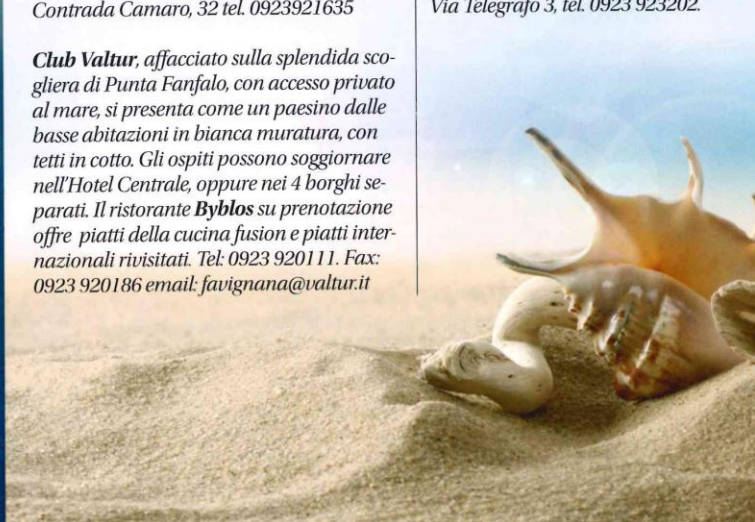 Contrada Camaro, 32 tel. 0923921635
Club Valtur, affacciato sulla splendida sco-
gliera di Punta Fanfalo, con accesso privato
al mare, si presenta come un paesino dalle
basse abitazioni in bianca muratura, con
tetti in cotto. Gli ospiti possono soggiornare
nell'Hotel Centrale, oppure nei 4 borghi se-
parati. Il ristorante Byblos su prenotazione
offre piatti della cucina fusion e piatti inter-
nazionali rivisitati. Tel: 0923 920111. Fax:
0923 920186 email: favignana@valtur.it
Via Telegrafo 3, tel. 0923 923202.